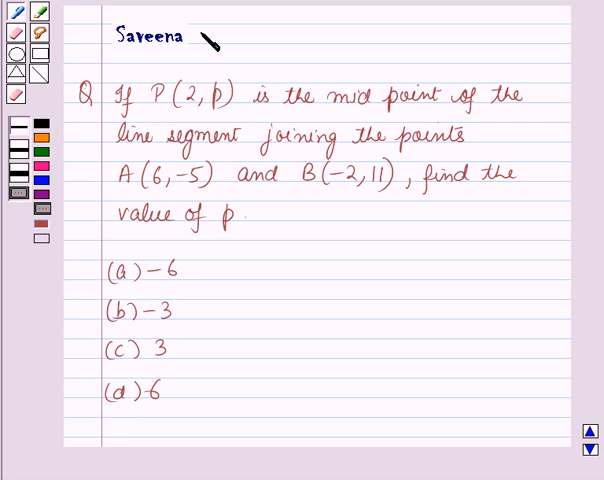 Saveena
Q If P(2, p) is the mid point of the
line segment joining the points
A(6, -5) and B(-2, 11), find the
value of p.
(a) -6
(b) -3
(c) 3
(d) 6